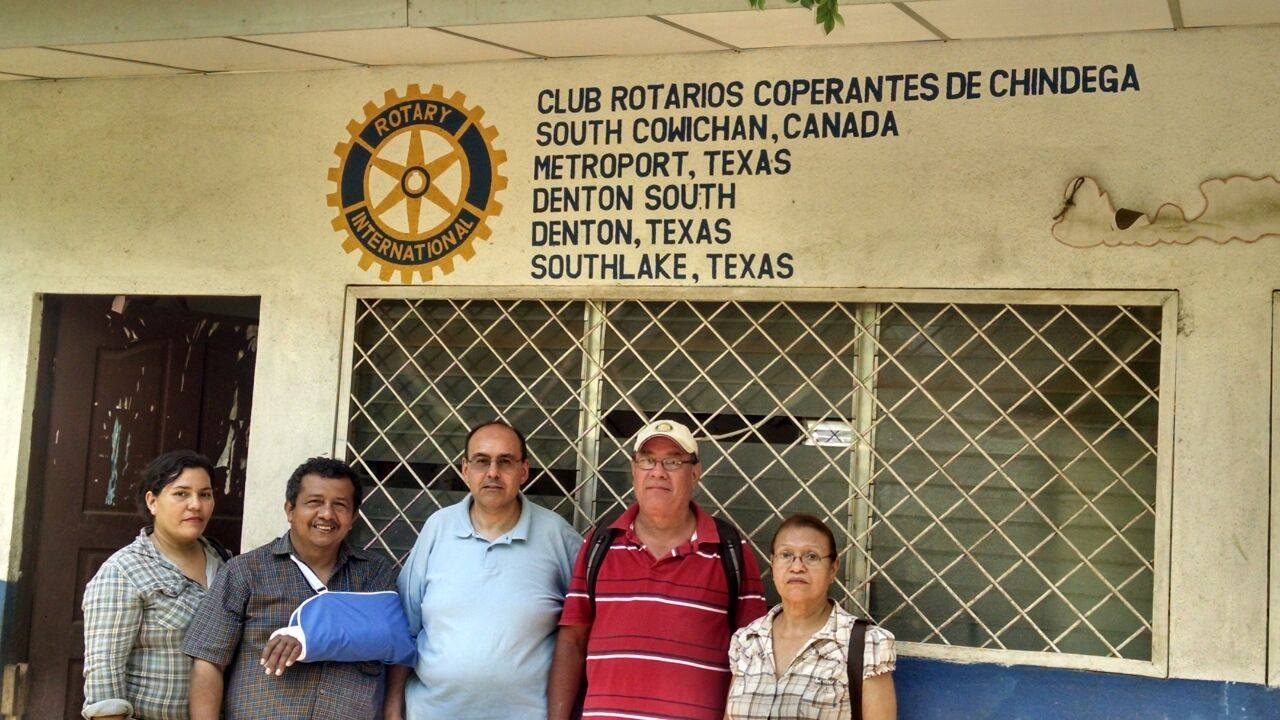 ROTARY
INTERNATIONAL
CLUB ROTARIOS COPERANTES DE CHINDEGA
SOUTH COWICHAN, CANADA
METROPORT, TEXAS
DENTON SOUTH
DENTON, TEXAS
SOUTHLAKE, TEXAS